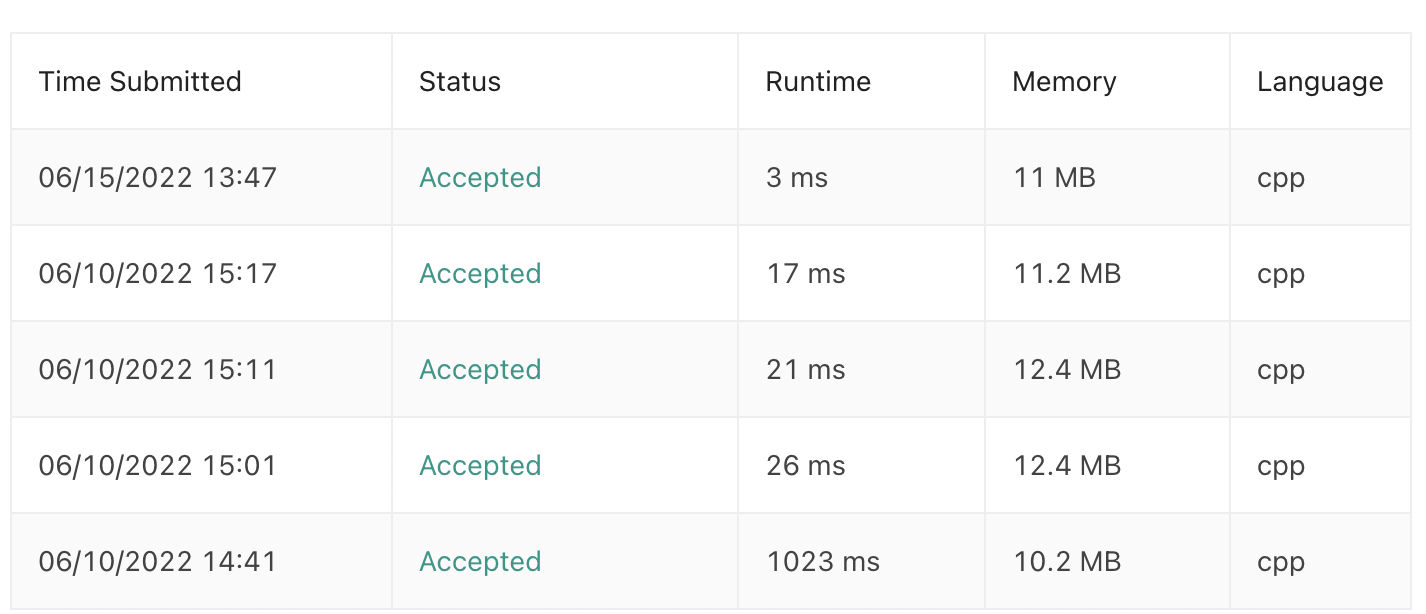 Time Submitted Status Runtime Memory Language
06/15/2022 13:47 Accepted 3 ms 11 MB cpp
06/10/2022 15:17 Accepted 17 ms 11.2 MB cpp
06/10/2022 15:11 Accepted 21 ms 12.4 MB cpp
06/10/2022 15:01 Accepted 26 ms 12.4 MB cpp
06/10/2022 14:41 Accepted 1023 ms 10.2 MB cpp